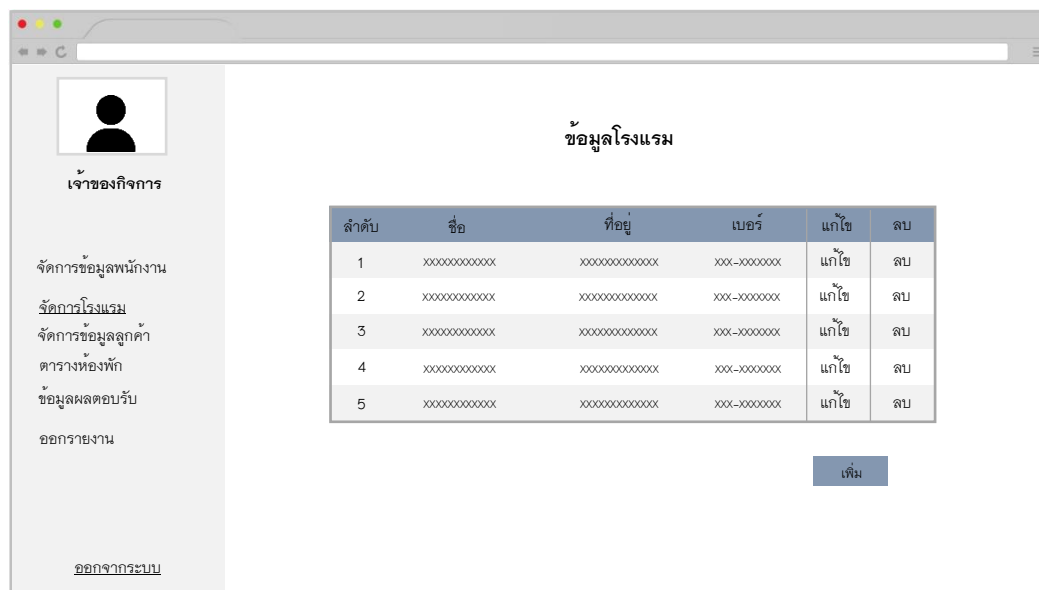 เจ้าของกิจการ
จัดการข้อมูลพนักงาน
จัดการโรงแรม
จัดการข้อมูลลูกค้า
ตารางห้องพัก
ข้อมูลผลตอบรับ
ออกรายงาน
ออกจากระบบ
ข้อมูลโรงแรม
ลำดับ ชื่อ ที่อยู่ เบอร์ แก้ไข ลบ
1 xxxxxxxxxxxx xxxxxxxxxxxxx xxx-xxxxxxx แก้ไข ลบ
2 xxxxxxxxxxxx xxxxxxxxxxxxx xxx-xxxxxxx แก้ไข ลบ
3 xxxxxxxxxxxx xxxxxxxxxxxxx xxx-xxxxxxx แก้ไข ลบ
4 xxxxxxxxxxxx xxxxxxxxxxxxx xxx-xxxxxxx แก้ไข ลบ
5 xxxxxxxxxxxx xxxxxxxxxxxxx xxx-xxxxxxx แก้ไข ลบ
เพิ่ม